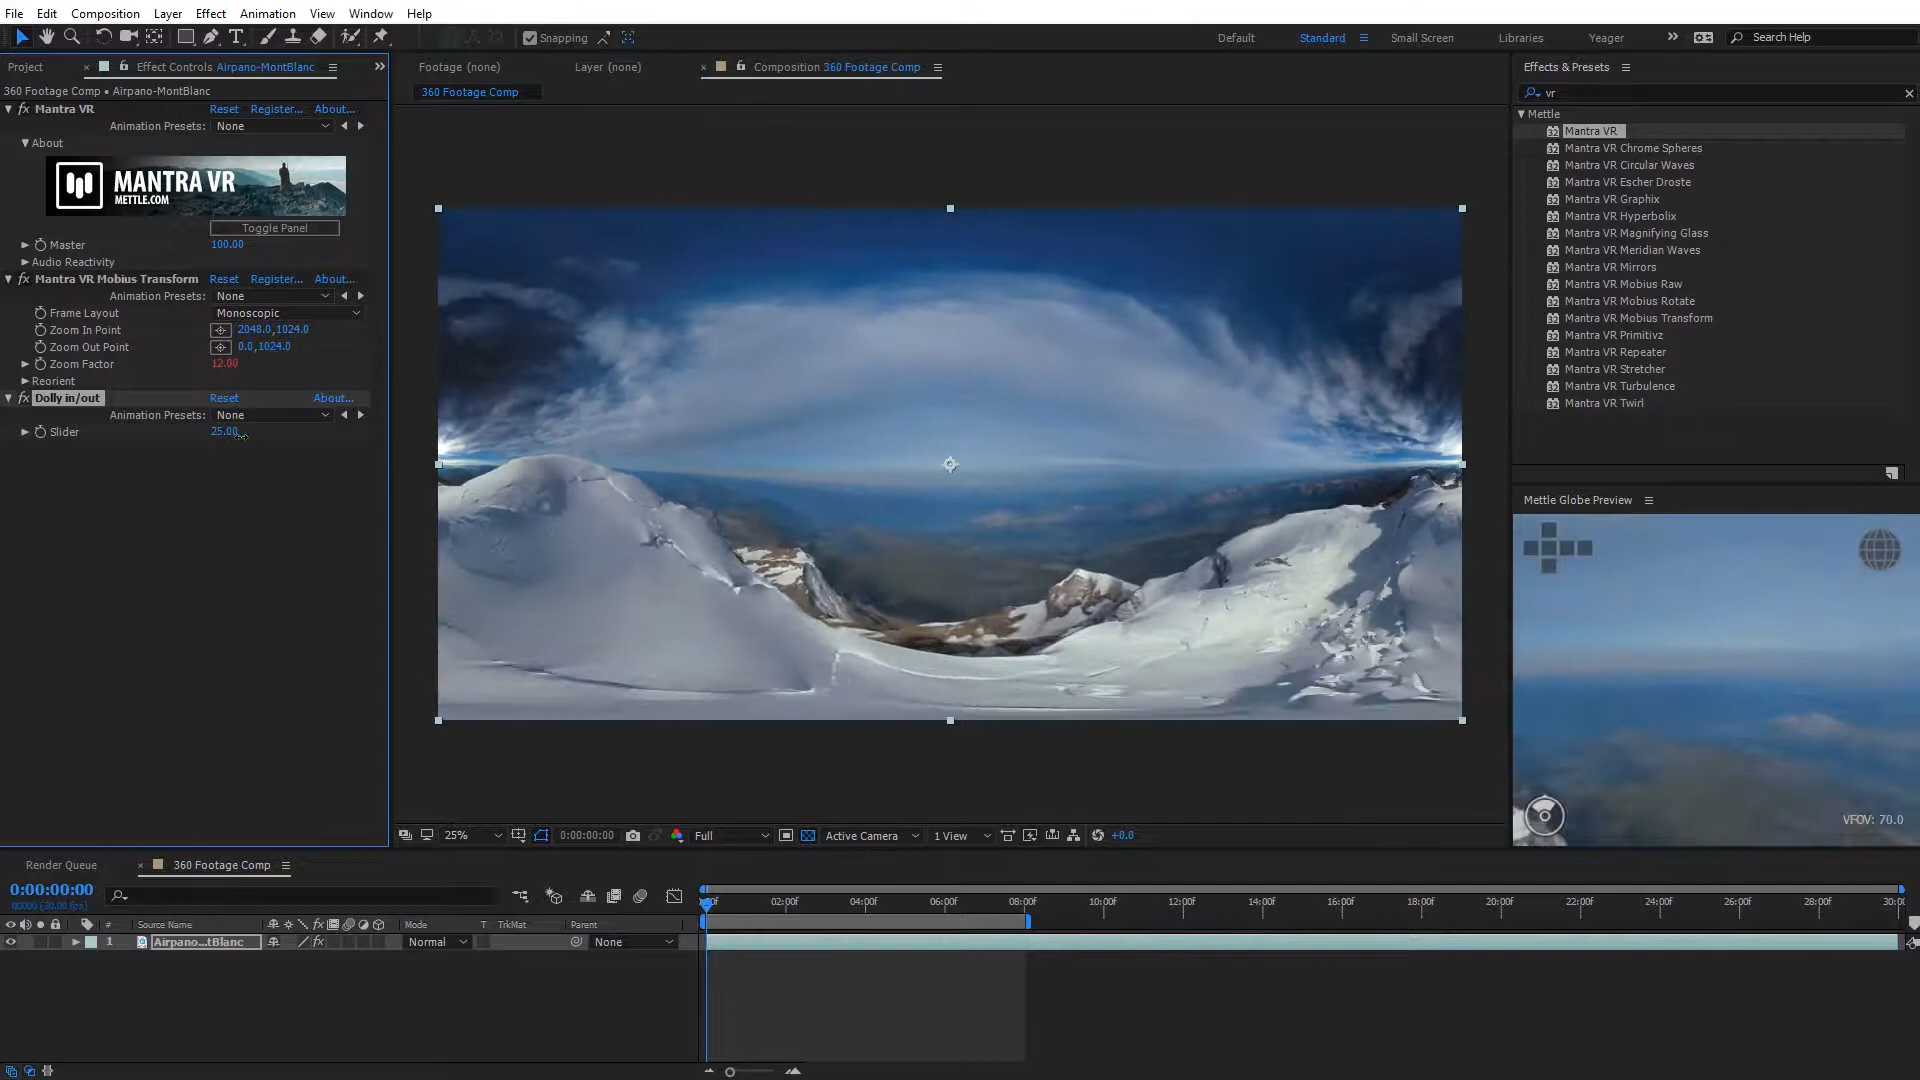 File Edit Composition Layer Effect Animation View Window Help
Snapping Default Standard Small Screen Libraries Yeager Search Help
Project Effect Controls Airpano-MontBlanc
Footage (none) Layer (none) Composition 360 Footage Comp
Effects & Presets
360 Footage Comp • Airpano-MontBlanc
360 Footage Comp
vr
Mantra VR Reset Register... About...
Animation Presets: None
About
MANTRA VR
METTLE.COM
Toggle Panel
Master 100.00
Audio Reactivity
Mantra VR Mobius Transform Reset Register... About...
Animation Presets: None
Frame Layout Monoscopic
Zoom In Point 2048.0,1024.0
Zoom Out Point 0.0,1024.0
Zoom Factor 12.00
Reorient
Dolly in/out Reset About...
Animation Presets: None
Slider 25.00
Mettle
Mantra VR
Mantra VR Chrome Spheres
Mantra VR Circular Waves
Mantra VR Escher Droste
Mantra VR Graphix
Mantra VR Hyperbolix
Mantra VR Magnifying Glass
Mantra VR Meridian Waves
Mantra VR Mirrors
Mantra VR Mobius Raw
Mantra VR Mobius Rotate
Mantra VR Mobius Transform
Mantra VR Primitivz
Mantra VR Repeater
Mantra VR Stretcher
Mantra VR Turbulence
Mantra VR Twirl
Mettle Globe Preview
VFOV: 70.0
25% 0:00:00:00 Full Active Camera 1 View +0.0
Render Queue 360 Footage Comp
0:00:00:00
00000 (30.00 fps)
02:00f 04:00f 06:00f 08:00f 10:00f 12:00f 14:00f 16:00f 18:00f 20:00f 22:00f 24:00f 26:00f 28:00f
# Source Name Mode T TrkMat Parent
1 Airpano...tBlanc Normal None